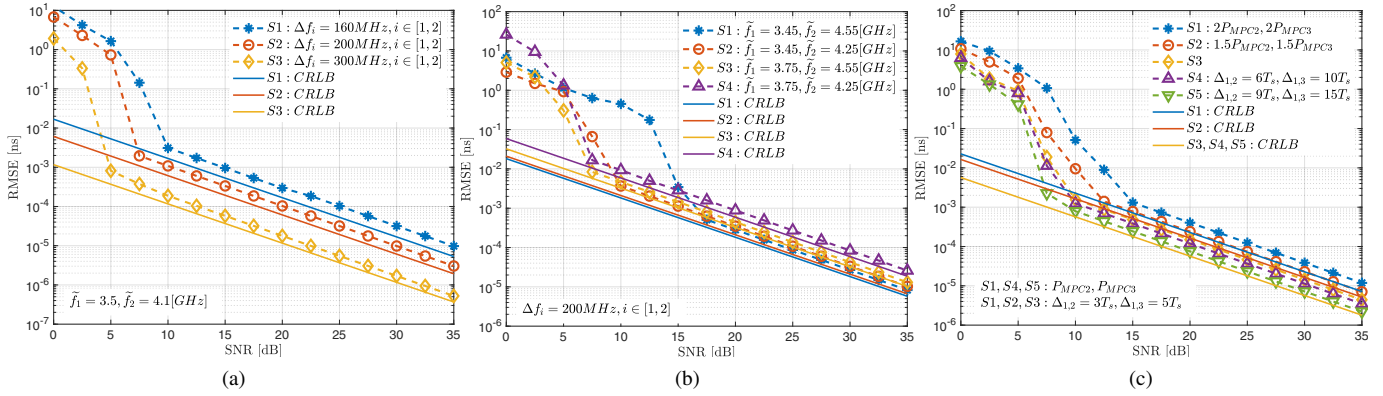 10^1
10^0
10^-1
10^-2
10^-3
10^-4
10^-5
10^-6
10^-7
RMSE [ns]
S1 : Δf_i = 160MHz, i ∈ [1, 2]
S2 : Δf_i = 200MHz, i ∈ [1, 2]
S3 : Δf_i = 300MHz, i ∈ [1, 2]
S1 : CRLB
S2 : CRLB
S3 : CRLB
f̃_1 = 3.5, f̃_2 = 4.1[GHz]
0 5 10 15 20 25 30 35
SNR [dB]
(a)
10^2
10^1
10^0
10^-1
10^-2
10^-3
10^-4
10^-5
10^-6
RMSE [ns]
S1 : f̃_1 = 3.45, f̃_2 = 4.55[GHz]
S2 : f̃_1 = 3.45, f̃_2 = 4.25[GHz]
S3 : f̃_1 = 3.75, f̃_2 = 4.55[GHz]
S4 : f̃_1 = 3.75, f̃_2 = 4.25[GHz]
S1 : CRLB
S2 : CRLB
S3 : CRLB
S4 : CRLB
Δf_i = 200MHz, i ∈ [1, 2]
0 5 10 15 20 25 30 35
SNR [dB]
(b)
10^2
10^1
10^0
10^-1
10^-2
10^-3
10^-4
10^-5
10^-6
RMSE [ns]
S1 : 2P_MPC2, 2P_MPC3
S2 : 1.5P_MPC2, 1.5P_MPC3
S3
S4 : Δ_1,2 = 6T_s, Δ_1,3 = 10T_s
S5 : Δ_1,2 = 9T_s, Δ_1,3 = 15T_s
S1 : CRLB
S2 : CRLB
S3, S4, S5 : CRLB
S1, S4, S5 : P_MPC2, P_MPC3
S1, S2, S3 : Δ_1,2 = 3T_s, Δ_1,3 = 5T_s
0 5 10 15 20 25 30 35
SNR [dB]
(c)